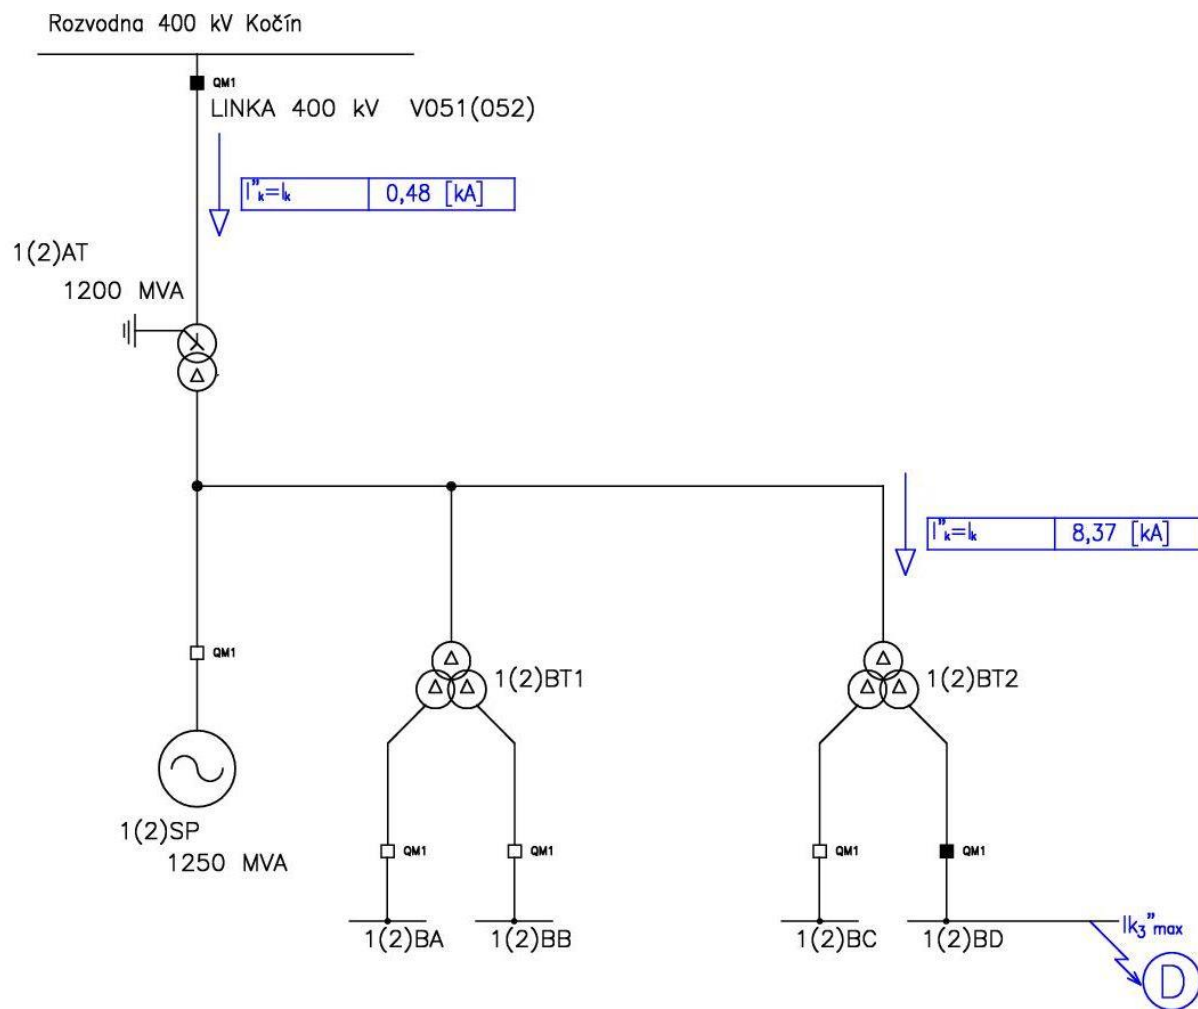 Rozvodna 400 kV Kočín
QM1
LINKA 400 kV V051(052)
I"k=Ik 0,48 [kA]
1(2)AT
1200 MVA
I"k=Ik 8,37 [kA]
QM1
1(2)BT1
1(2)BT2
1(2)SP
1250 MVA
QM1
QM1
QM1
QM1
1(2)BA
1(2)BB
1(2)BC
1(2)BD
Ik3"max
D